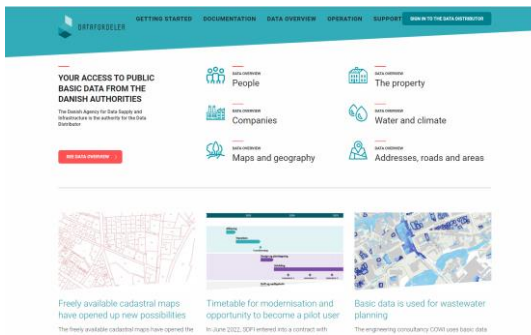 DATAFORDELER
GETTING STARTED
DOCUMENTATION
DATA OVERVIEW
OPERATION
SUPPORT
SIGN IN TO THE DATA DISTRIBUTOR
YOUR ACCESS TO PUBLIC
BASIC DATA FROM THE
DANISH AUTHORITIES
The Danish Agency for Data Supply and
Infrastructure is the authority for the Data
Distributor.
SEE DATA OVERVIEW
DATA OVERVIEW
People
DATA OVERVIEW
The property
DATA OVERVIEW
Companies
DATA OVERVIEW
Water and climate
DATA OVERVIEW
Maps and geography
DATA OVERVIEW
Addresses, roads and areas
Freely available cadastral maps
have opened up new possibilities
The freely available cadastral maps have opened the
Timetable for modernisation and
opportunity to become a pilot user
In June 2022, SDFI entered into a contract with
Basic data is used for wastewater
planning
The engineering consultancy COWI uses basic data